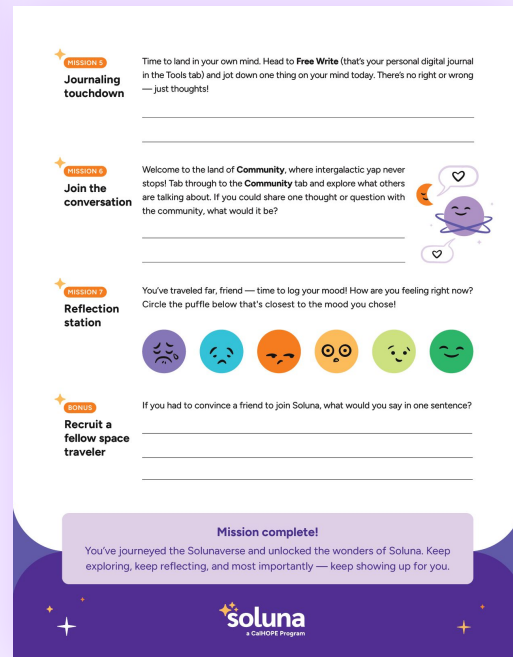 MISSION 5
Journaling
touchdown
Time to land in your own mind. Head to Free Write (that's your personal digital journal
in the Tools tab) and jot down one thing on your mind today. There's no right or wrong
— just thoughts!
MISSION 6
Join the
conversation
Welcome to the land of Community, where intergalactic yap never
stops! Tab through to the Community tab and explore what others
are talking about. If you could share one thought or question with
the community, what would it be?
MISSION 7
Reflection
station
You've traveled far, friend — time to log your mood! How are you feeling right now?
Circle the puffle below that's closest to the mood you chose!
BONUS
Recruit a
fellow space
traveler
If you had to convince a friend to join Soluna, what would you say in one sentence?
Mission complete!
You've journeyed the Solunaverse and unlocked the wonders of Soluna. Keep
exploring, keep reflecting, and most importantly — keep showing up for you.
soluna
a CalHOPE Program